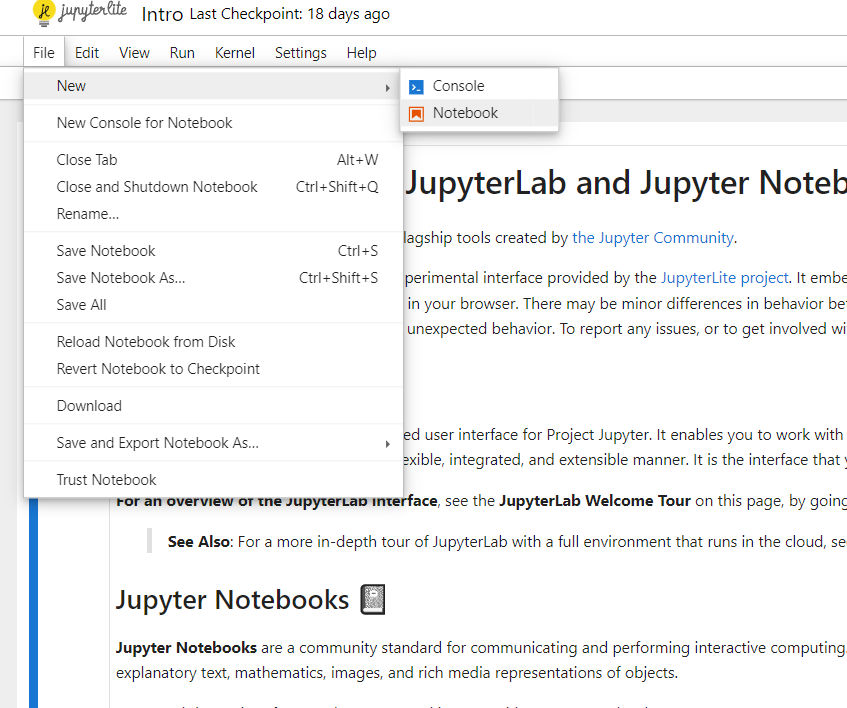 jupyterlite Intro Last Checkpoint: 18 days ago
File Edit View Run Kernel Settings Help
New
Console
Notebook
New Console for Notebook
Close Tab Alt+W
Close and Shutdown Notebook Ctrl+Shift+Q
Rename…
Save Notebook Ctrl+S
Save Notebook As… Ctrl+Shift+S
Save All
Reload Notebook from Disk
Revert Notebook to Checkpoint
Download
Save and Export Notebook As…
Trust Notebook
JupyterLab and Jupyter Noteb
lagship tools created by the Jupyter Community.
perimental interface provided by the JupyterLite project. It embe
in your browser. There may be minor differences in behavior be
unexpected behavior. To report any issues, or to get involved wi
ed user interface for Project Jupyter. It enables you to work with
exible, integrated, and extensible manner. It is the interface that
For an overview of the JupyterLab Interface, see the JupyterLab Welcome Tour on this page, by going
See Also: For a more in-depth tour of JupyterLab with a full environment that runs in the cloud, see
Jupyter Notebooks
Jupyter Notebooks are a community standard for communicating and performing interactive computing.
explanatory text, mathematics, images, and rich media representations of objects.